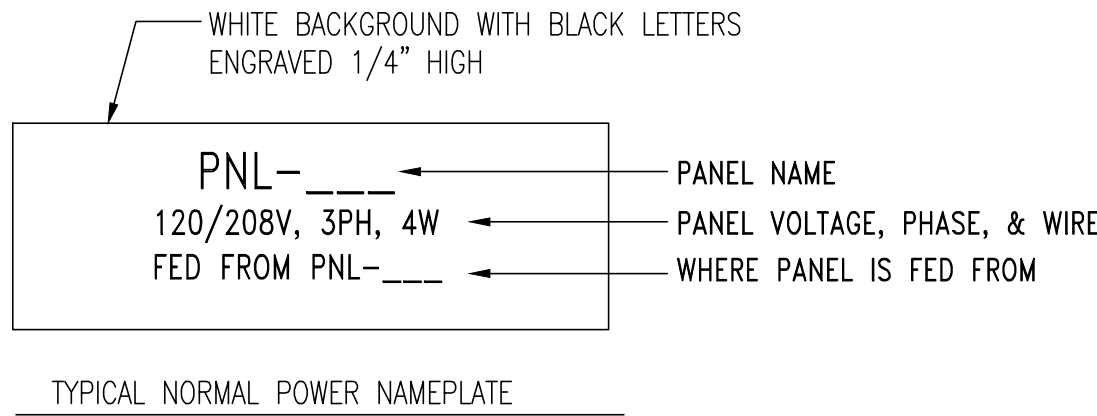 WHITE BACKGROUND WITH BLACK LETTERS
ENGRAVED 1/4" HIGH
PNL-___
PANEL NAME
120/208V, 3PH, 4W
PANEL VOLTAGE, PHASE, & WIRE
FED FROM PNL-___
WHERE PANEL IS FED FROM
TYPICAL NORMAL POWER NAMEPLATE